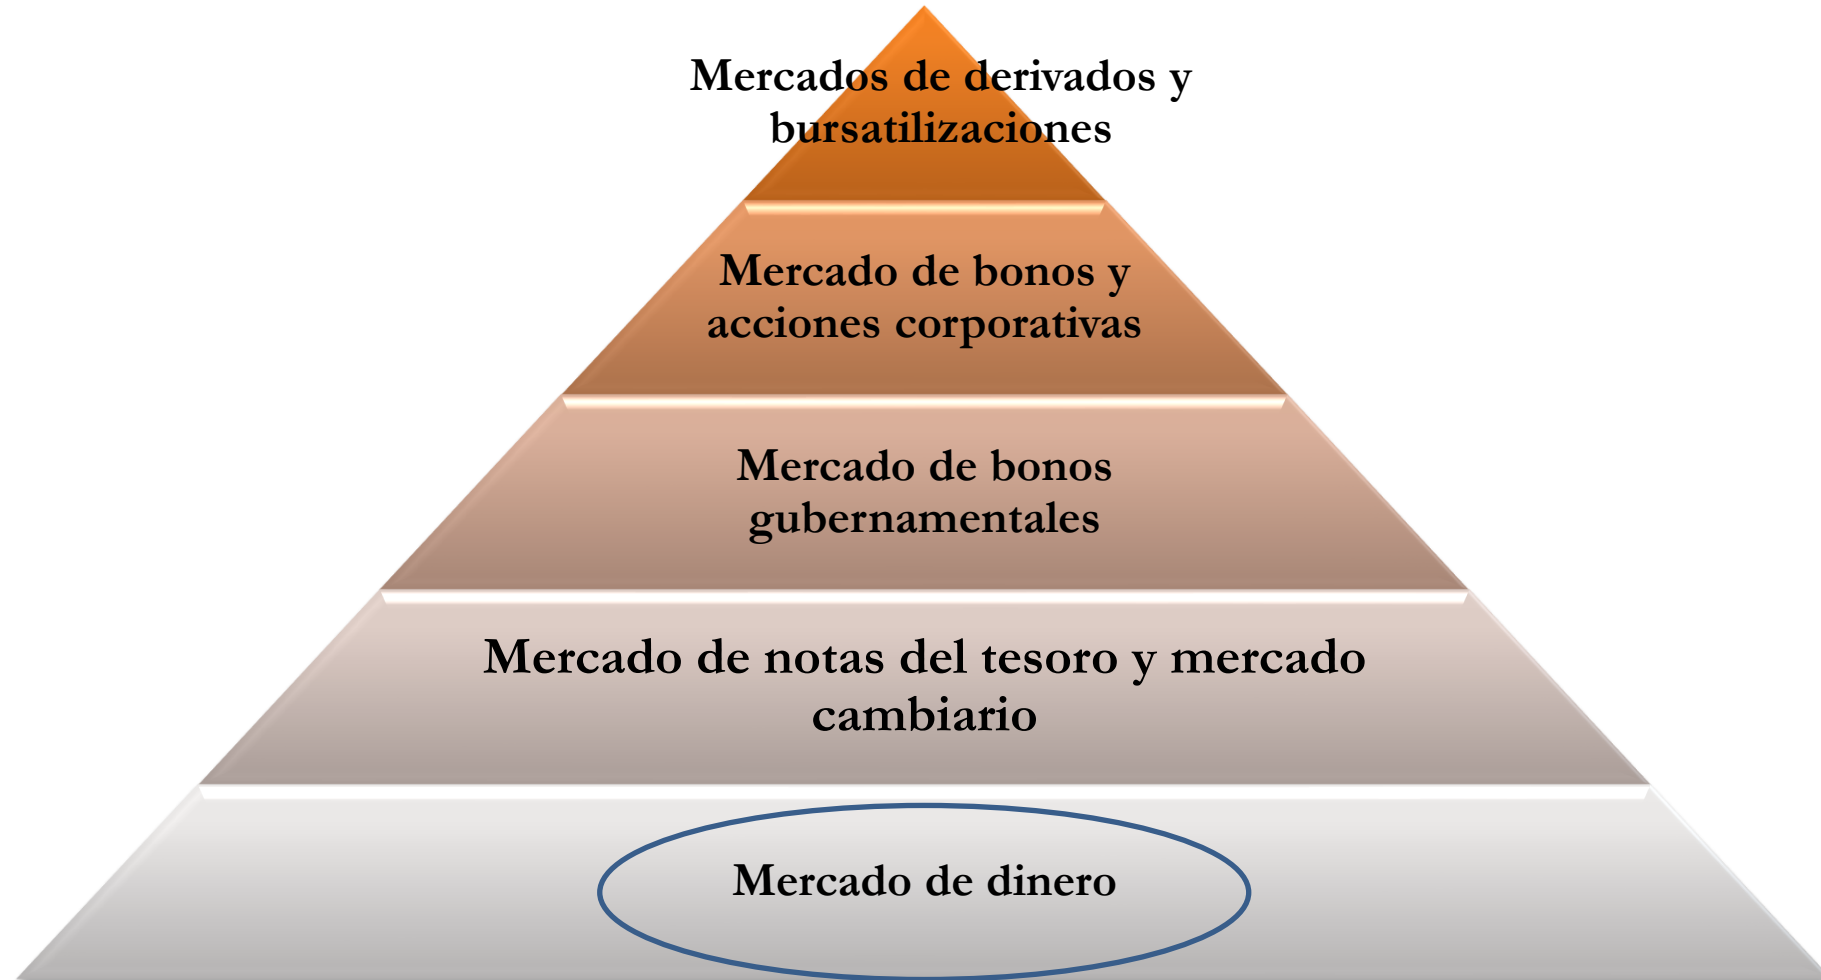 Mercados de derivados y
bursatilizaciones
Mercado de bonos y
acciones corporativas
Mercado de bonos
gubernamentales
Mercado de notas del tesoro y mercado
cambiario
Mercado de dinero